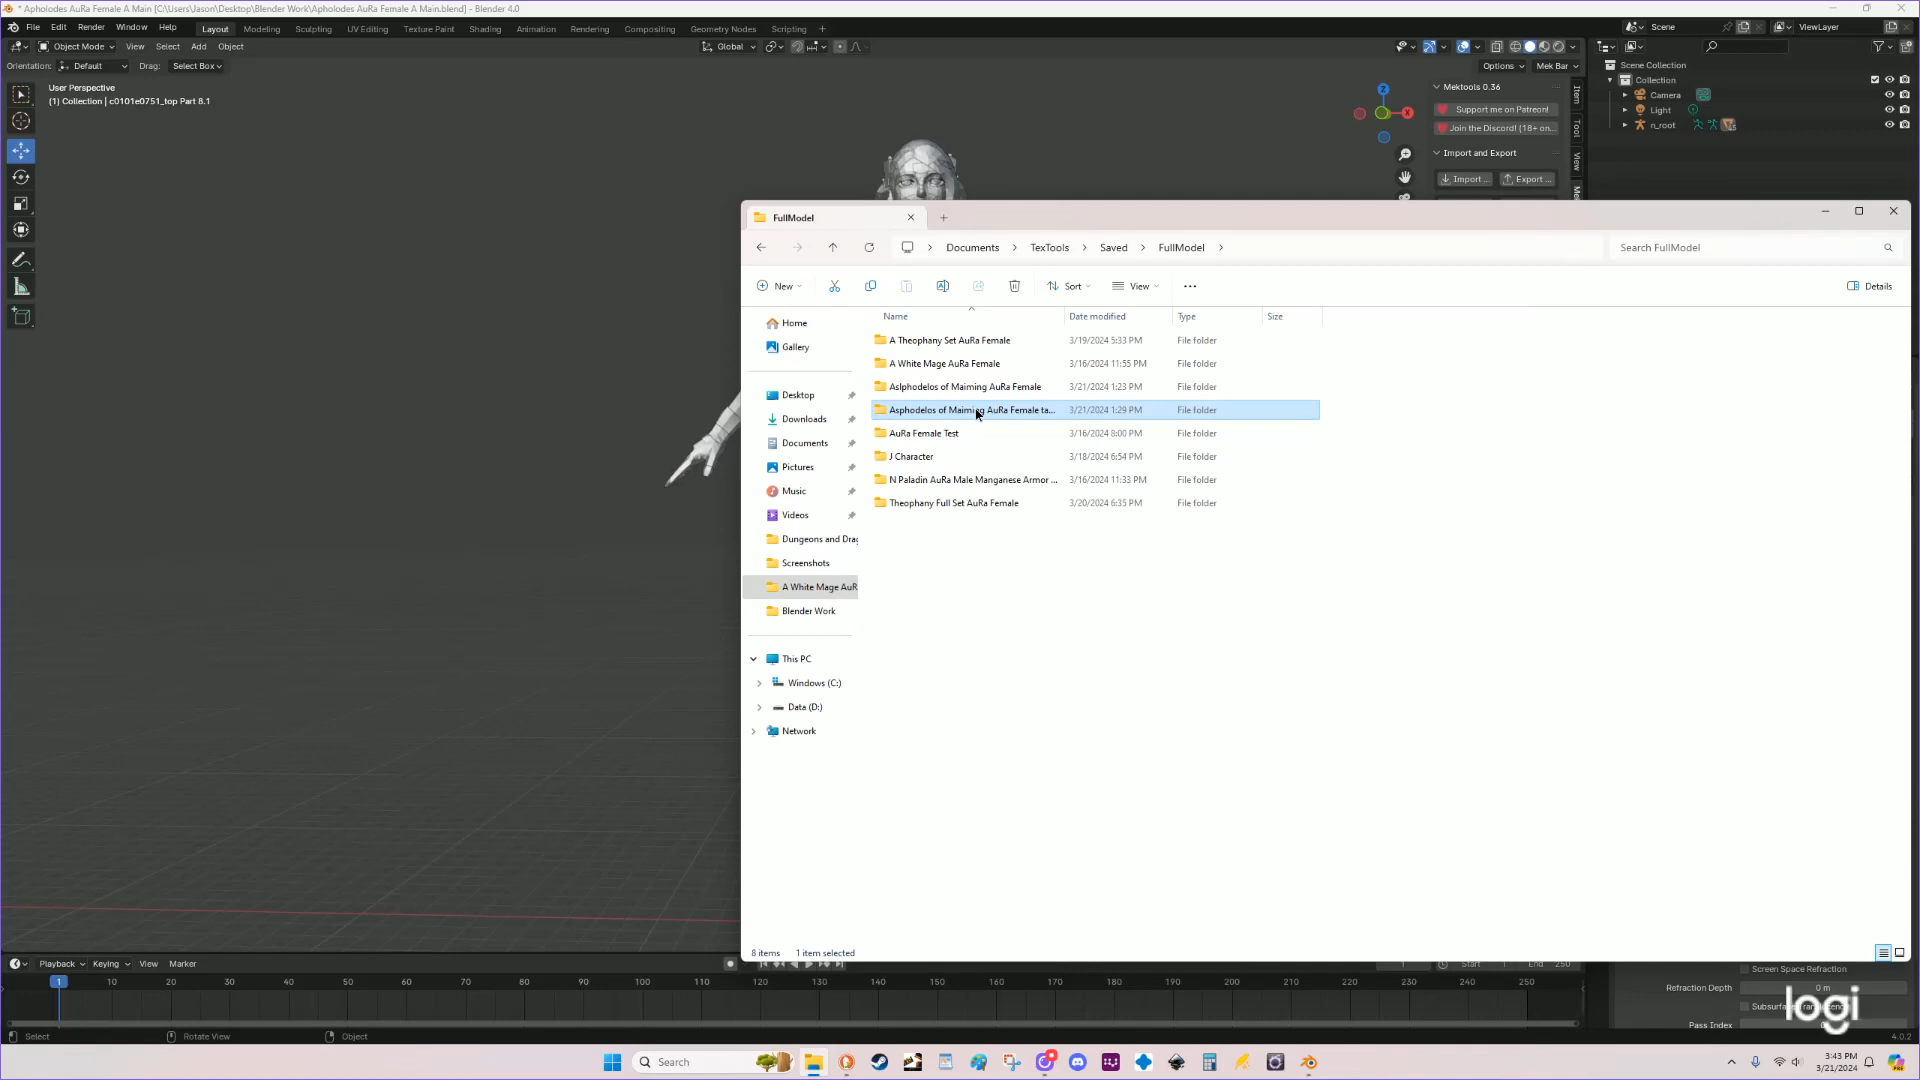 * Apholodes AuRa Female A Main [C:\Users\Jason\Desktop\Blender Work\Apholodes AuRa Female A Main.blend] - Blender 4.0
File Edit Render Window Help Layout Modeling Sculpting UV Editing Texture Paint Shading Animation Rendering Compositing Geometry Nodes Scripting + Scene ViewLayer
Object Mode View Select Add Object Global
Orientation: Default Drag: Select Box Options Mek Bar
User Perspective
(1) Collection | c0101e0751_top Part 8.1
Z
X
Mektools 0.36
Support me on Patreon!
Join the Discord! (18+ on...
Import and Export
Import ... Export ...
Item
Tool
View
Scene Collection
Collection
Camera
Light
n_root
FullModel
Documents > TexTools > Saved > FullModel >
Search FullModel
New Sort View ... Details
Name Date modified Type Size
A Theophany Set AuRa Female 3/19/2024 5:33 PM File folder
A White Mage AuRa Female 3/16/2024 11:55 PM File folder
Aslphodelos of Maiming AuRa Female 3/21/2024 1:23 PM File folder
Asphodelos of Maiming AuRa Female ta... 3/21/2024 1:29 PM File folder
AuRa Female Test 3/16/2024 8:00 PM File folder
J Character 3/18/2024 6:54 PM File folder
N Paladin AuRa Male Manganese Armor ... 3/16/2024 11:33 PM File folder
Theophany Full Set AuRa Female 3/20/2024 6:35 PM File folder
Home
Gallery
Desktop
Downloads
Documents
Pictures
Music
Videos
Dungeons and Drag
Screenshots
A White Mage AuR
Blender Work
This PC
Windows (C:)
Data (D:)
Network
8 items 1 item selected
Playback Keying View Marker 1 Start 1 End 250
1 10 20 30 40 50 60 70 80 90 100 110 120 130 140 150 160 170 180 190 200 210 220 230 240 250
Screen Space Refraction
Refraction Depth 0 m
Pass Index
logi
Select Rotate View Object 4.0.2
Search
3:43 PM
3/21/2024